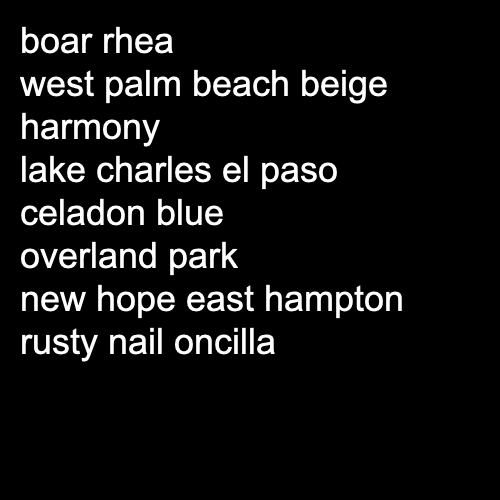 boar rhea
west palm beach beige
harmony
lake charles el paso
celadon blue
overland park
new hope east hampton
rusty nail oncilla